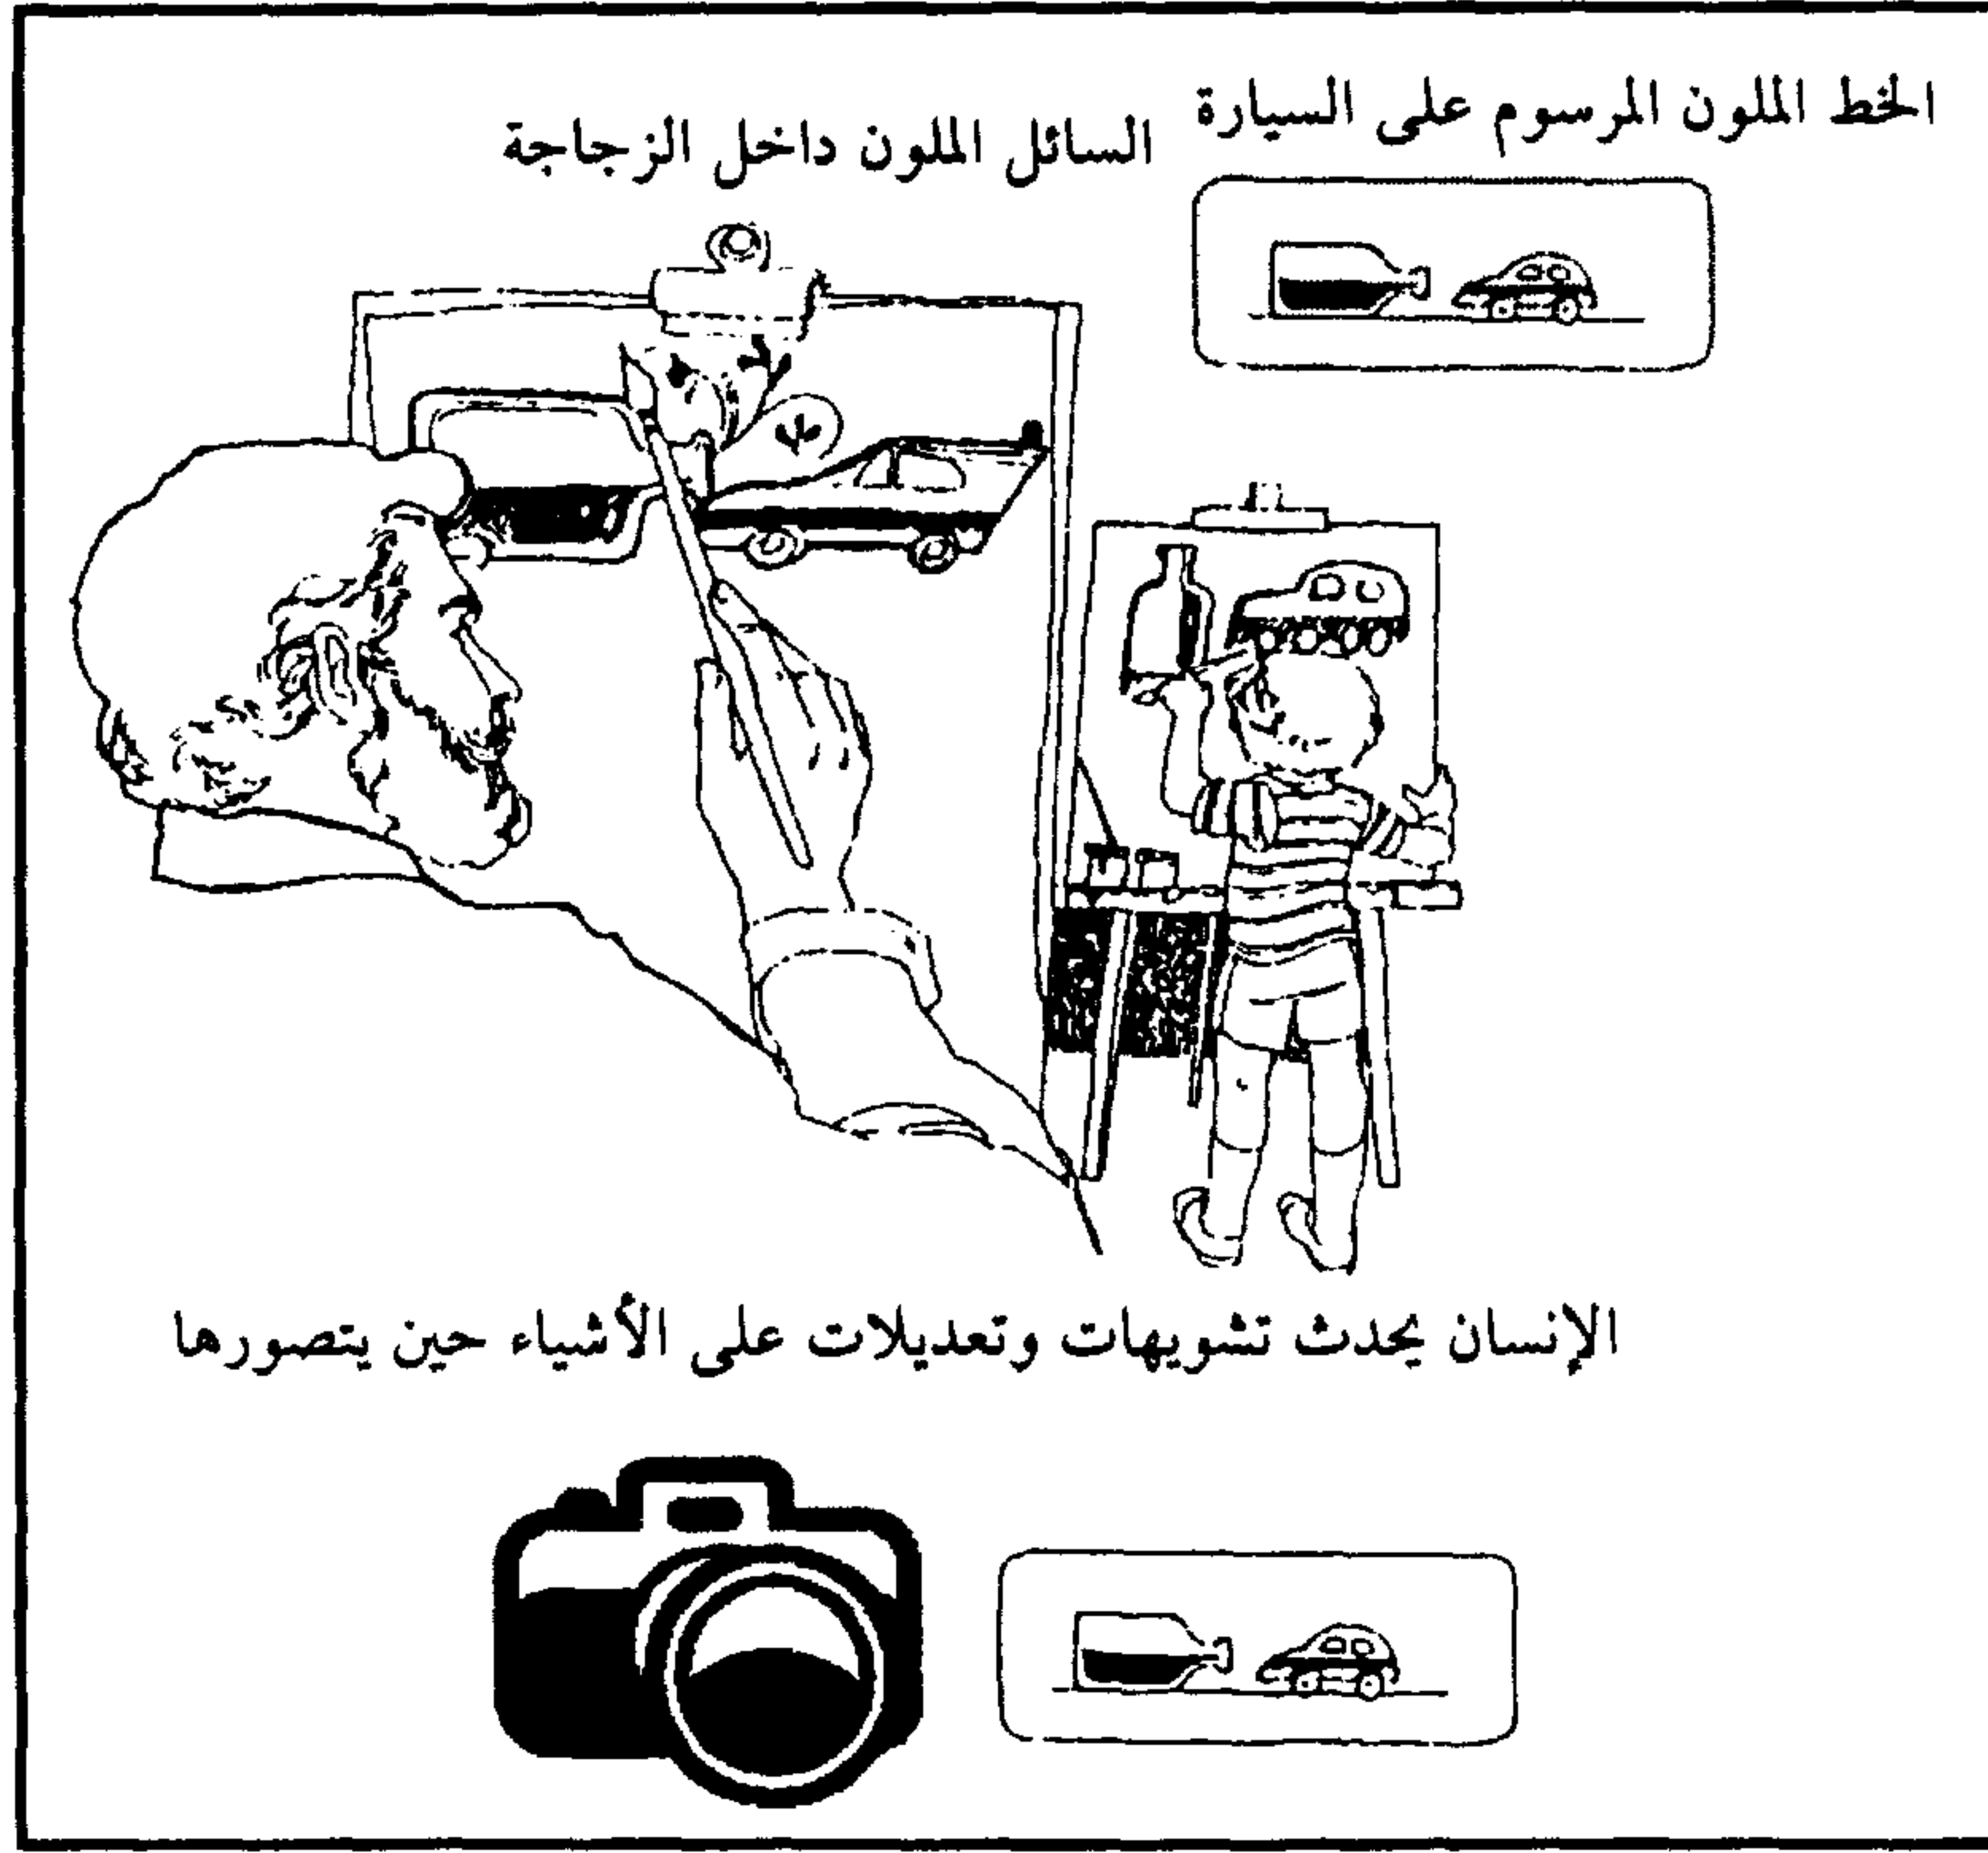 الخط الملون المرسوم على السيارة
السائل الملون داخل الزجاجة
الإنسان يحدث تشويهات وتعديلات على الأشياء حين يتصورها